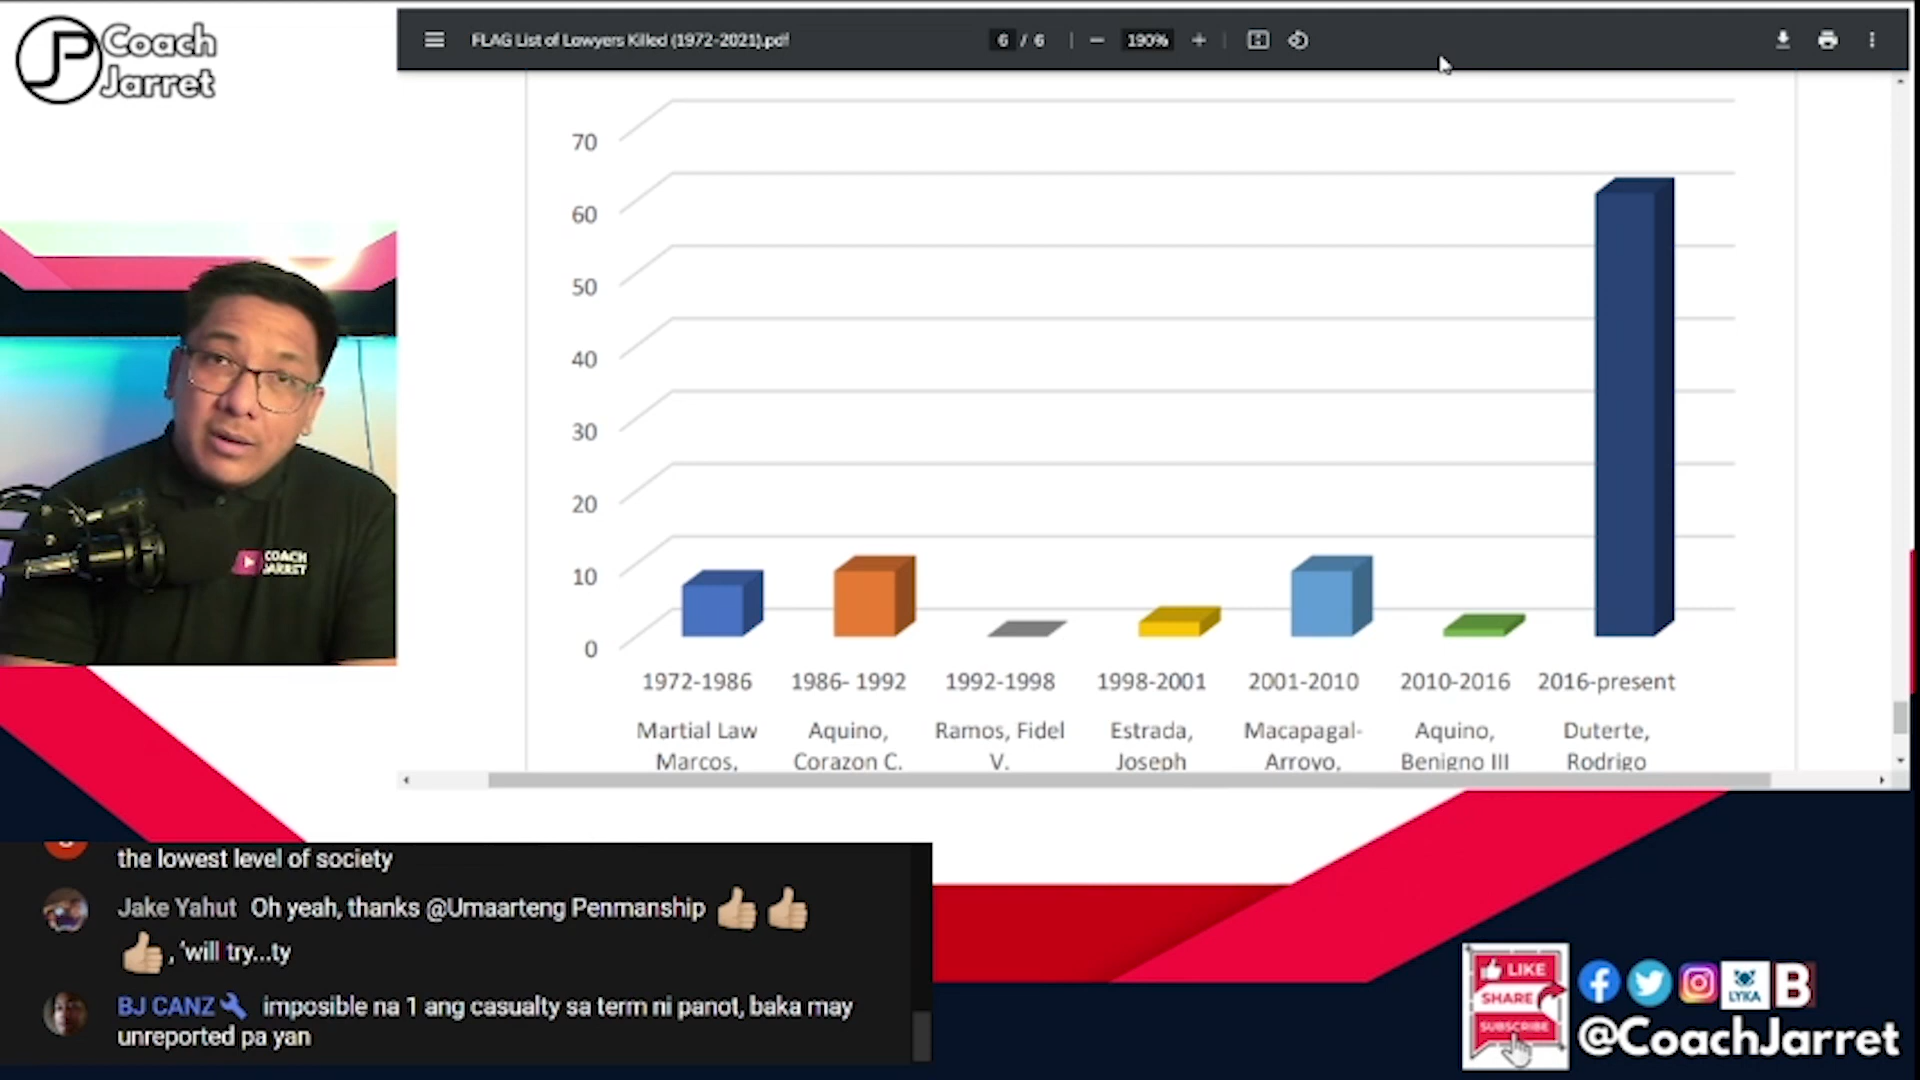 Coach
Jarret
FLAG List of Lawyers Killed (1972-2021).pdf
6 / 6
190%
70
60
50
40
30
20
10
0
1972-1986 1986- 1992 1992-1998 1998-2001 2001-2010 2010-2016 2016-present
Martial Law Aquino, Ramos, Fidel Estrada, Macapagal- Aquino, Duterte,
Marcos, Corazon C. V. Joseph Arroyo, Benigno III Rodrigo
COACH
JARRET
the lowest level of society
Jake Yahut Oh yeah, thanks @Umaarteng Penmanship
, 'will try...ty
BJ CANZ imposible na 1 ang casualty sa term ni panot, baka may
unreported pa yan
LIKE
SHARE
SUBSCRIBE
LYKA
B
@CoachJarret